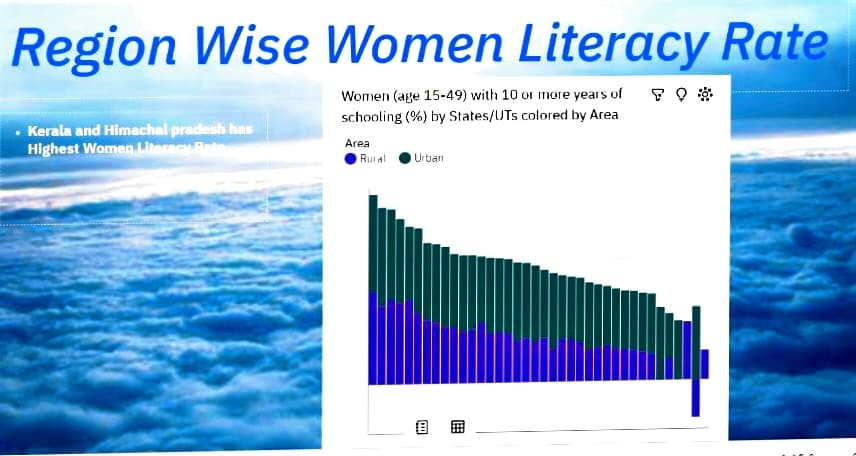 Region Wise Women Literacy Rate
• Kerala and Himachal pradesh has
Highest Women Literacy Rate
Women (age 15-49) with 10 or more years of
schooling (%) by States/UTs colored by Area
Area
Rural Urban